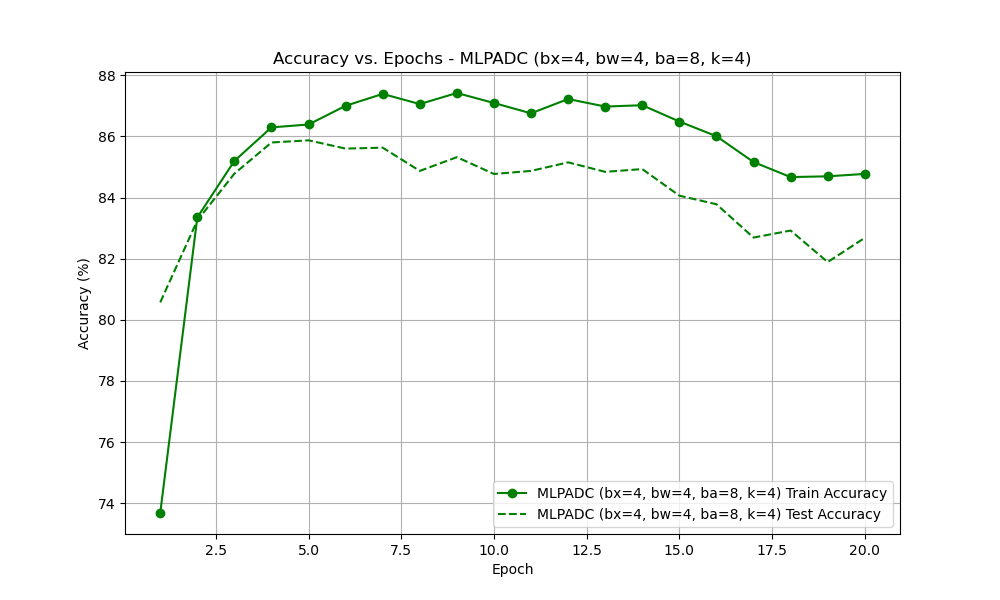 Accuracy vs. Epochs - MLPADC (bx=4, bw=4, ba=8, k=4)
Accuracy (%)
88
86
84
82
80
78
76
74
MLPADC (bx=4, bw=4, ba=8, k=4) Train Accuracy
MLPADC (bx=4, bw=4, ba=8, k=4) Test Accuracy
2.5 5.0 7.5 10.0 12.5 15.0 17.5 20.0
Epoch